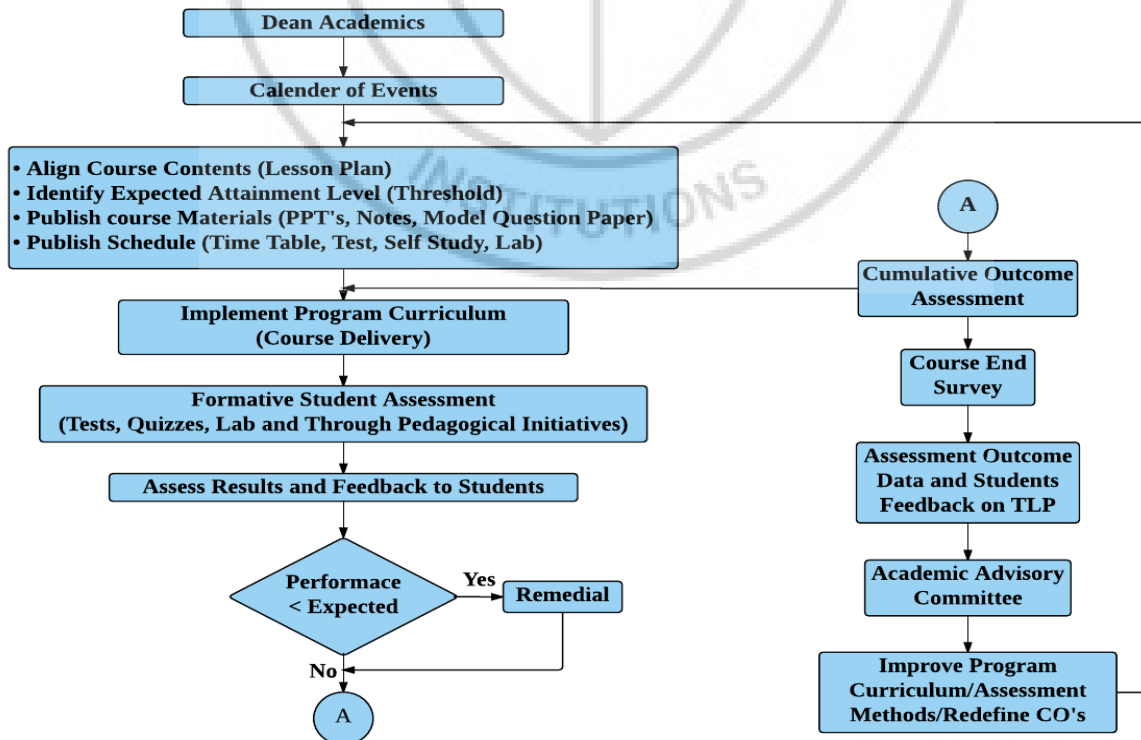 Dean Academics
Calender of Events
• Align Course Contents (Lesson Plan)
• Identify Expected Attainment Level (Threshold)
• Publish course Materials (PPT's, Notes, Model Question Paper)
• Publish Schedule (Time Table, Test, Self Study, Lab)
INSTITUTIONS
Implement Program Curriculum
(Course Delivery)
Formative Student Assessment
(Tests, Quizzes, Lab and Through Pedagogical Initiatives)
Assess Results and Feedback to Students
Performace
< Expected
Yes
Remedial
No
A
A
Cumulative Outcome
Assessment
Course End
Survey
Assessment Outcome
Data and Students
Feedback on TLP
Academic Advisory
Committee
Improve Program
Curriculum/Assessment
Methods/Redefine CO's